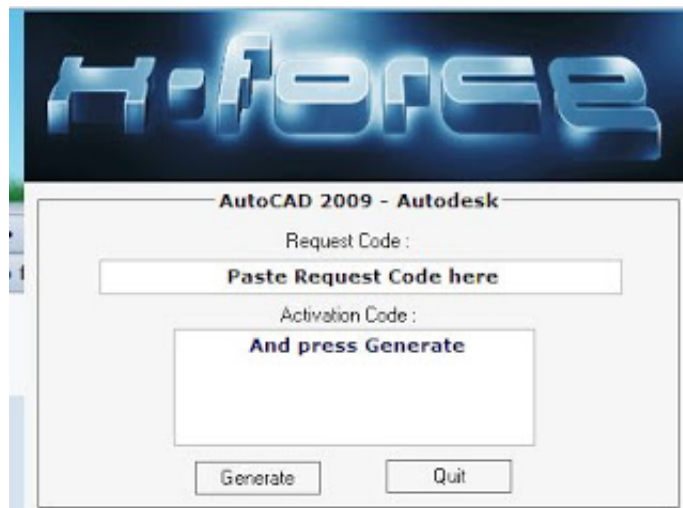 x-force
AutoCAD 2009 - Autodesk
Request Code :
Paste Request Code here
Activation Code :
And press Generate
Generate
Quit